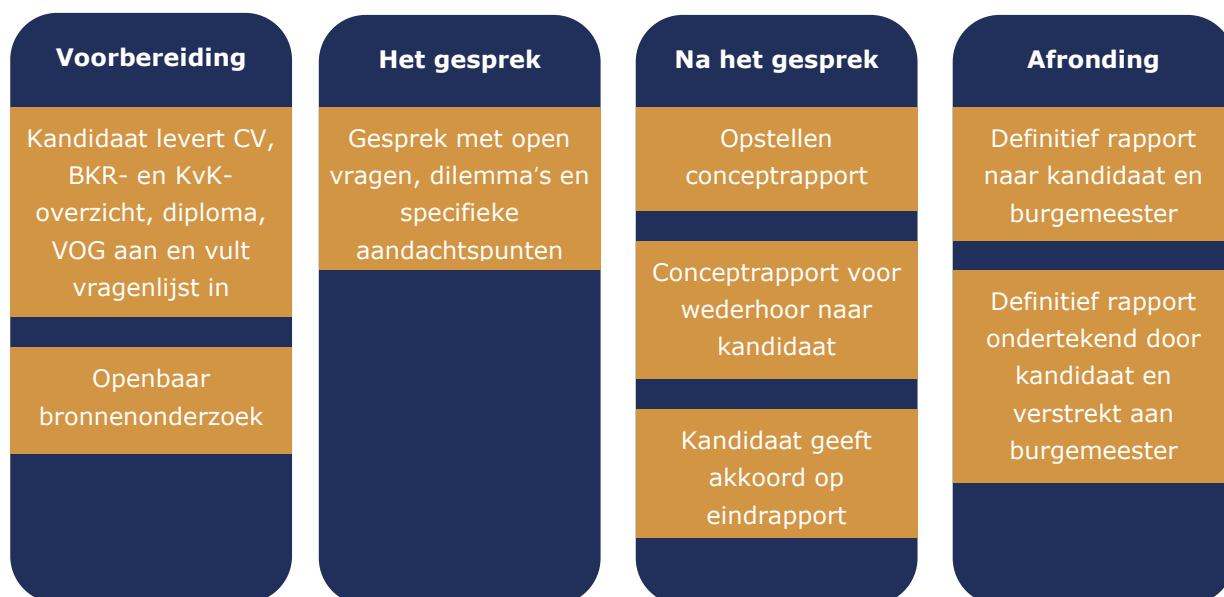 Voorbereiding
Kandidaat levert CV,
BKR- en KvK-
overzicht, diploma,
VOG aan en vult
vragenlijst in
Openbaar
bronnenonderzoek
Het gesprek
Gesprek met open
vragen, dilemma’s en
specifieke
aandachtspunten
Na het gesprek
Opstellen
conceptrapport
Conceptrapport voor
wederhoor naar
kandidaat
Kandidaat geeft
akkoord op
eindrapport
Afronding
Definitief rapport
naar kandidaat en
burgemeester
Definitief rapport
ondertekend door
kandidaat en
verstrekt aan
burgemeester